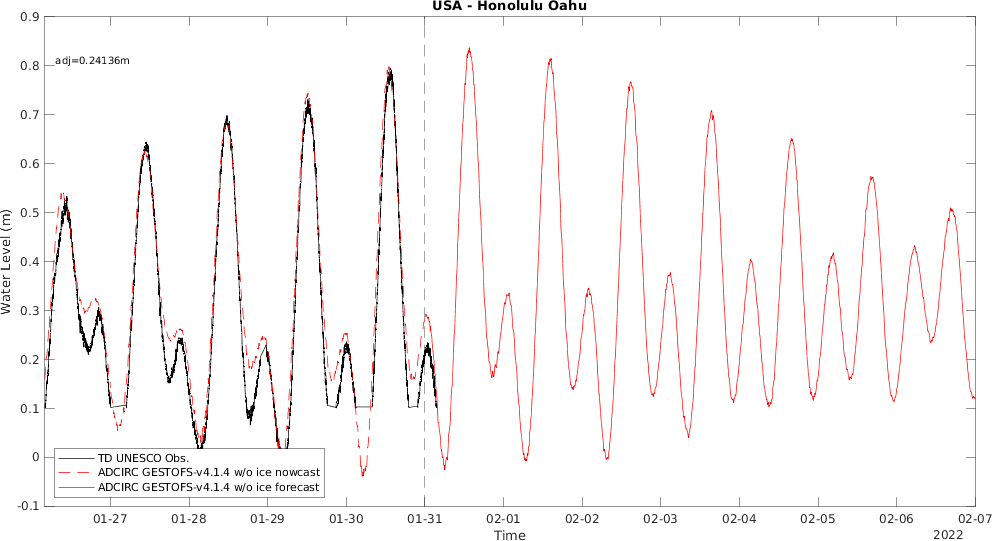 USA - Honolulu Oahu
0.9
adj=0.24136m
0.8
0.7
0.6
0.5
0.4
0.3
0.2
0.1
0
-0.1
Water Level (m)
TD UNESCO Obs.
ADCIRC GESTOFS-v4.1.4 w/o ice nowcast
ADCIRC GESTOFS-v4.1.4 w/o ice forecast
01-27 01-28 01-29 01-30 01-31 02-01 02-02 02-03 02-04 02-05 02-06 02-07
Time
2022